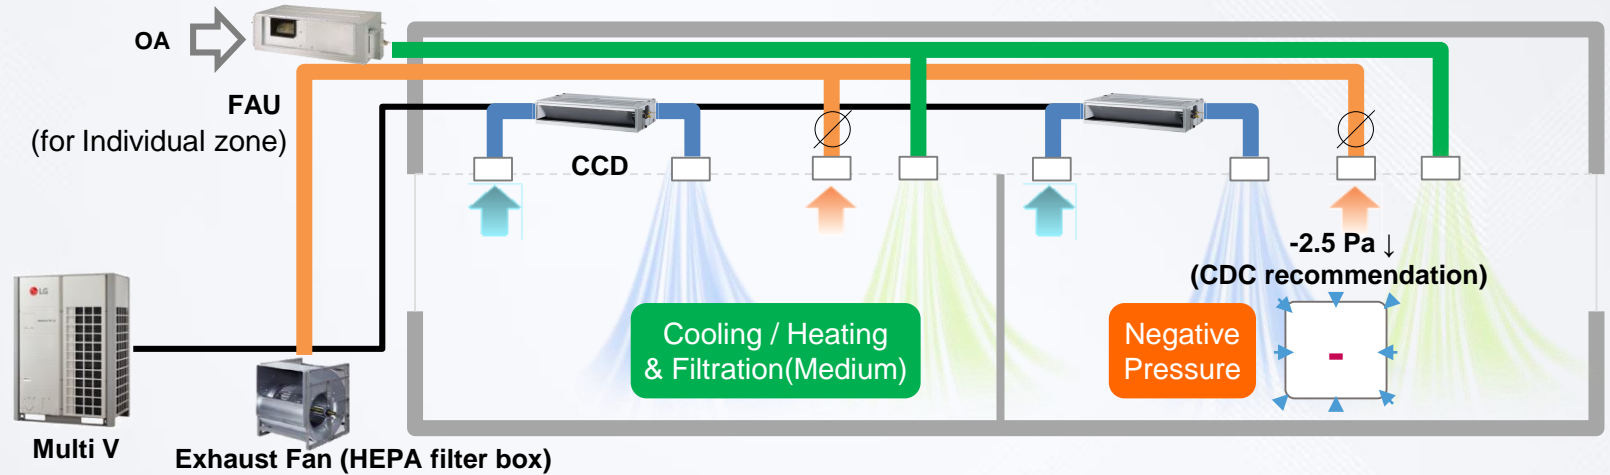 OA
FAU
(for Individual zone)
CCD
-2.5 Pa ↓
(CDC recommendation)
LG
Cooling / Heating
& Filtration(Medium)
Negative
Pressure
-
Multi V
Exhaust Fan (HEPA filter box)